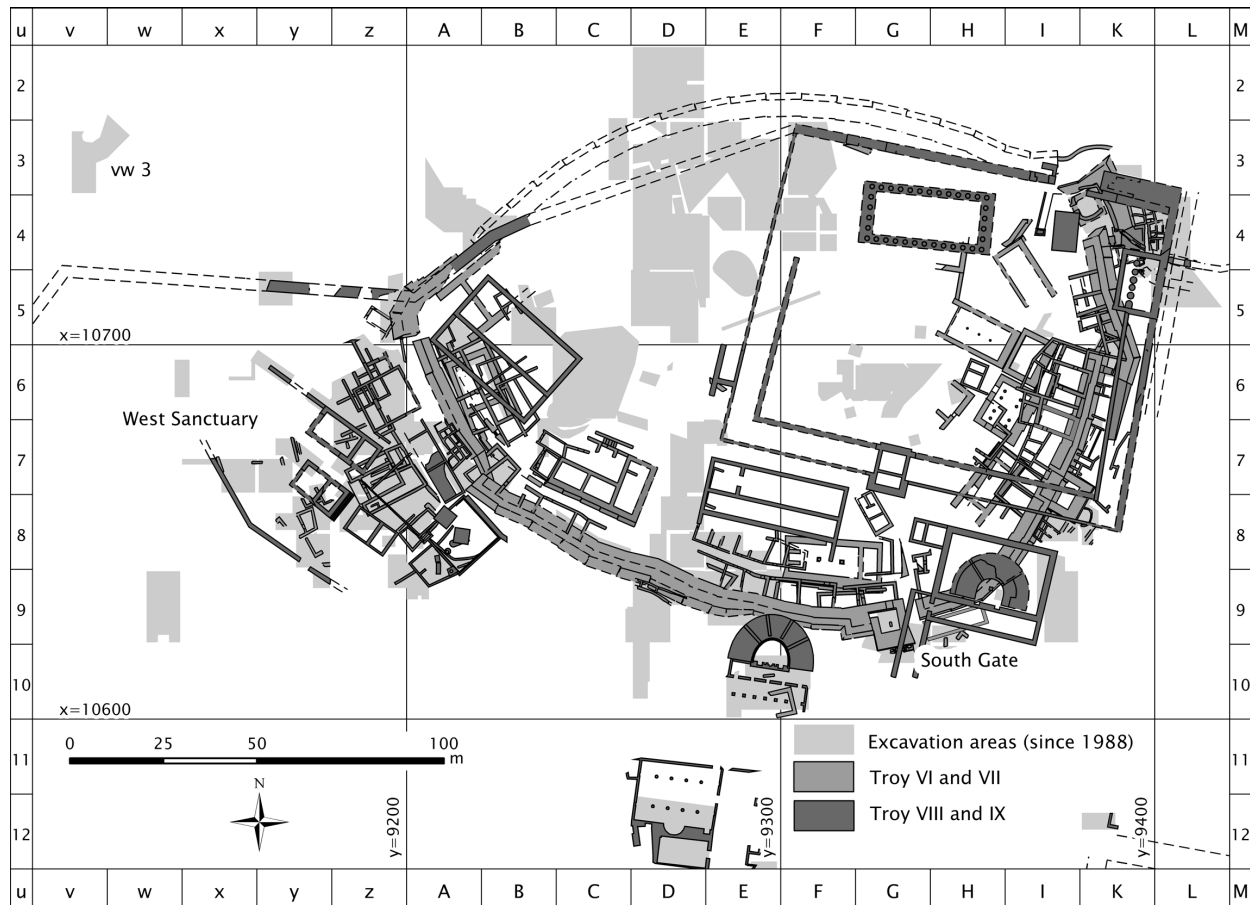 u v w x y z A B C D E F G H I K L M
2 2
3 3
vw 3
4 4
5 5
x=10700
6 6
West Sanctuary
7 7
8 8
9 9
South Gate
10 10
x=10600
0 25 50 100
m
Excavation areas (since 1988)
11 11
Troy VI and VII
N
y=9200
y=9300
y=9400
Troy VIII and IX
12 12
u v w x y z A B C D E F G H I K L M